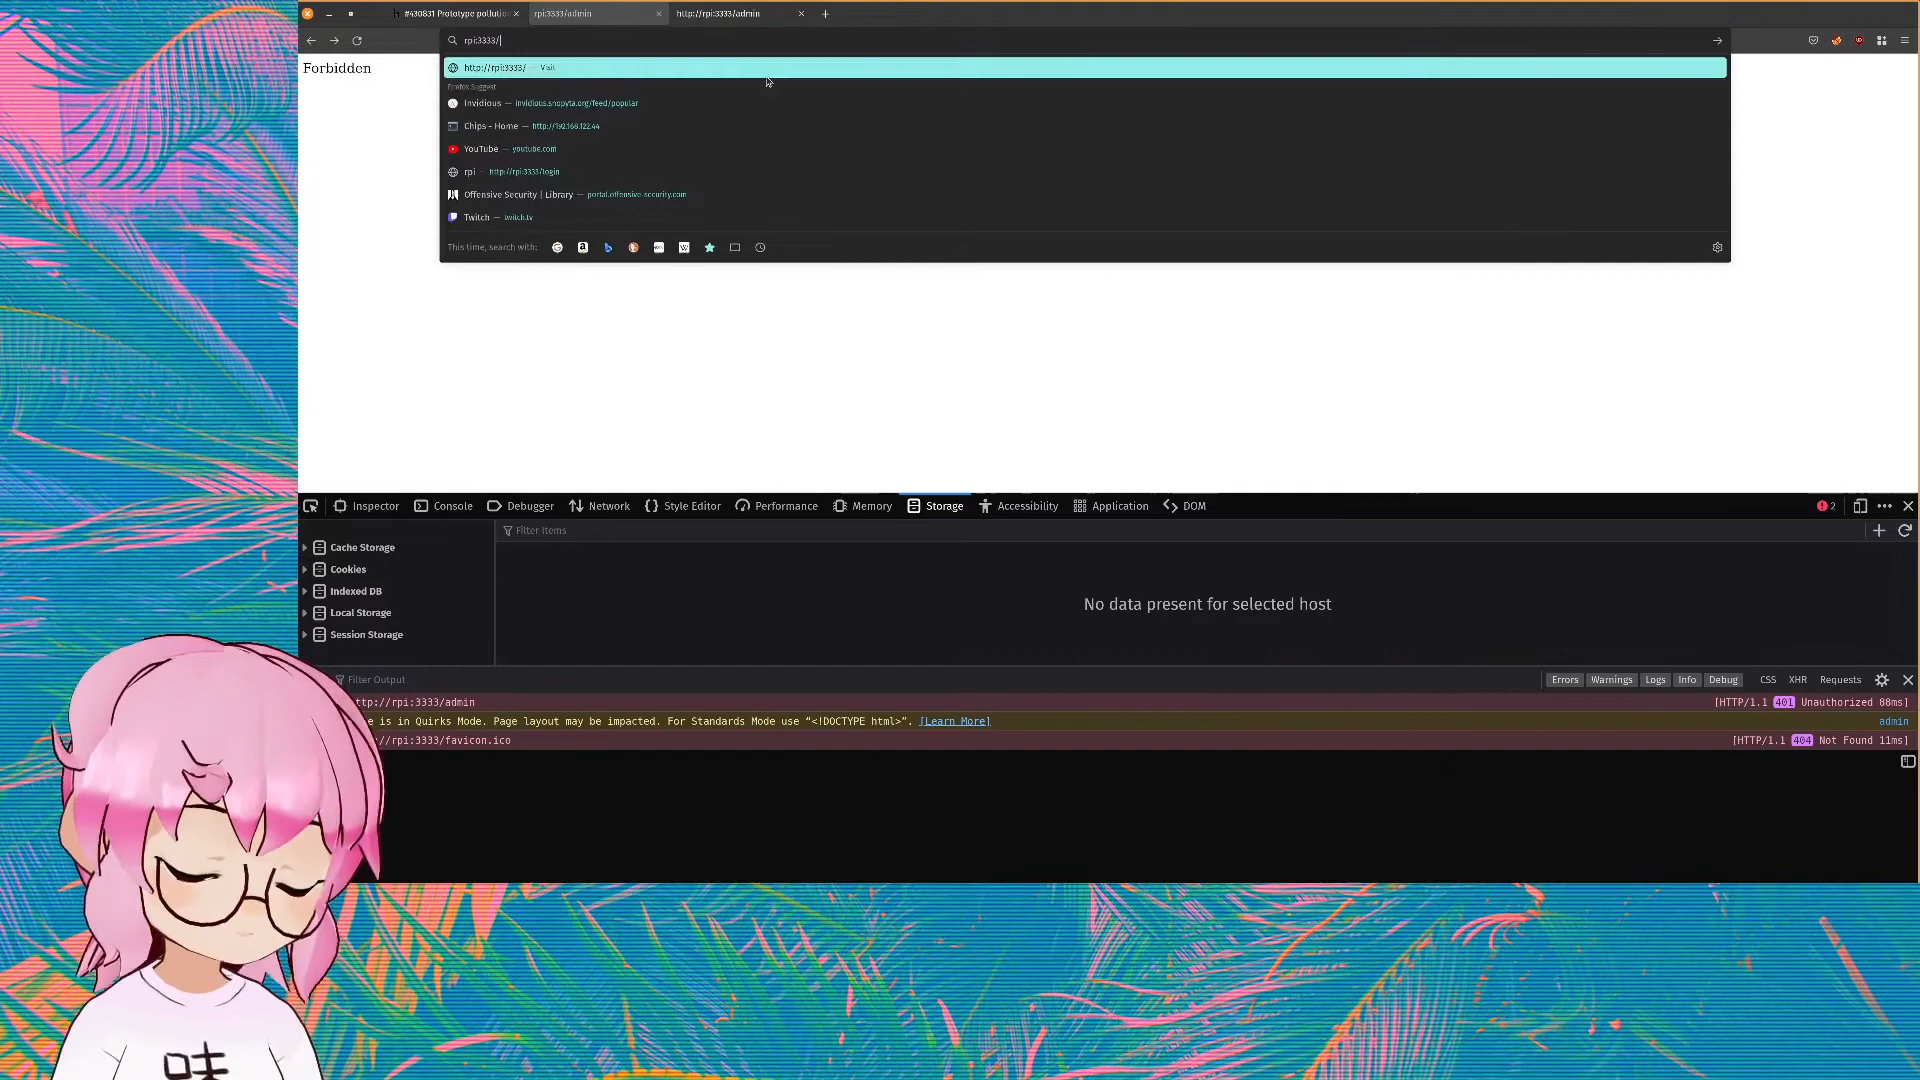 #430831 Prototype pollutio
rpi:3333/admin
http://rpi:3333/admin
rpi:3333/
Forbidden
http://rpi:3333/ — Visit
Firefox Suggest
Invidious — invidious.snopyta.org/feed/popular
Chips - Home — http://192.168.122.44
YouTube — youtube.com
rpi — http://rpi:3333/login
Offensive Security | Library — portal.offensive-security.com
Twitch — twitch.tv
This time, search with:
Inspector Console Debugger Network Style Editor Performance Memory Storage Accessibility Application DOM 2
Filter Items
Cache Storage
Cookies
Indexed DB
Local Storage
Session Storage
No data present for selected host
Filter Output Errors Warnings Logs Info Debug CSS XHR Requests
ttp://rpi:3333/admin [HTTP/1.1 401 Unauthorized 88ms]
e is in Quirks Mode. Page layout may be impacted. For Standards Mode use “<!DOCTYPE html>”. [Learn More] admin
//rpi:3333/favicon.ico [HTTP/1.1 404 Not Found 11ms]
味